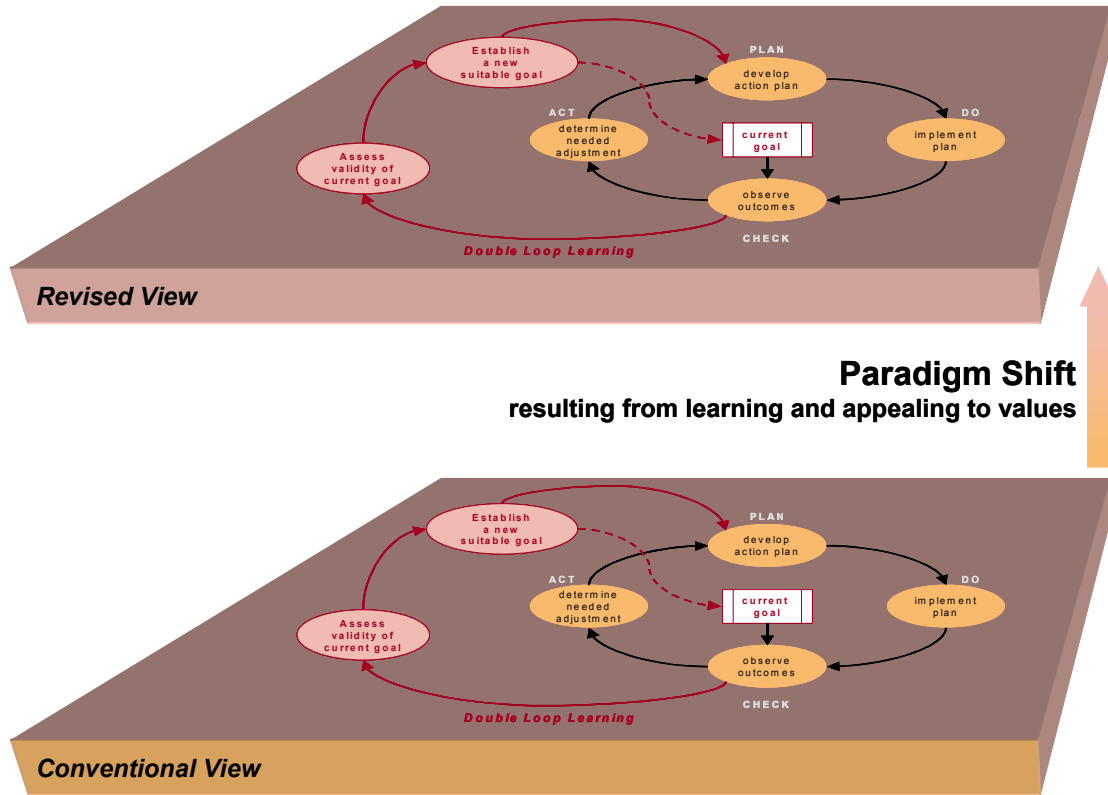 Establish
a new
suitable goal
PLAN
develop
action plan
ACT
determine
needed
adjustment
current
goal
DO
implement
plan
Assess
validity of
current goal
observe
outcomes
CHECK
Double Loop Learning
Revised View
Paradigm Shift
resulting from learning and appealing to values
Establish
a new
suitable goal
PLAN
develop
action plan
ACT
determine
needed
adjustment
current
goal
DO
implement
plan
Assess
validity of
current goal
observe
outcomes
CHECK
Double Loop Learning
Conventional View